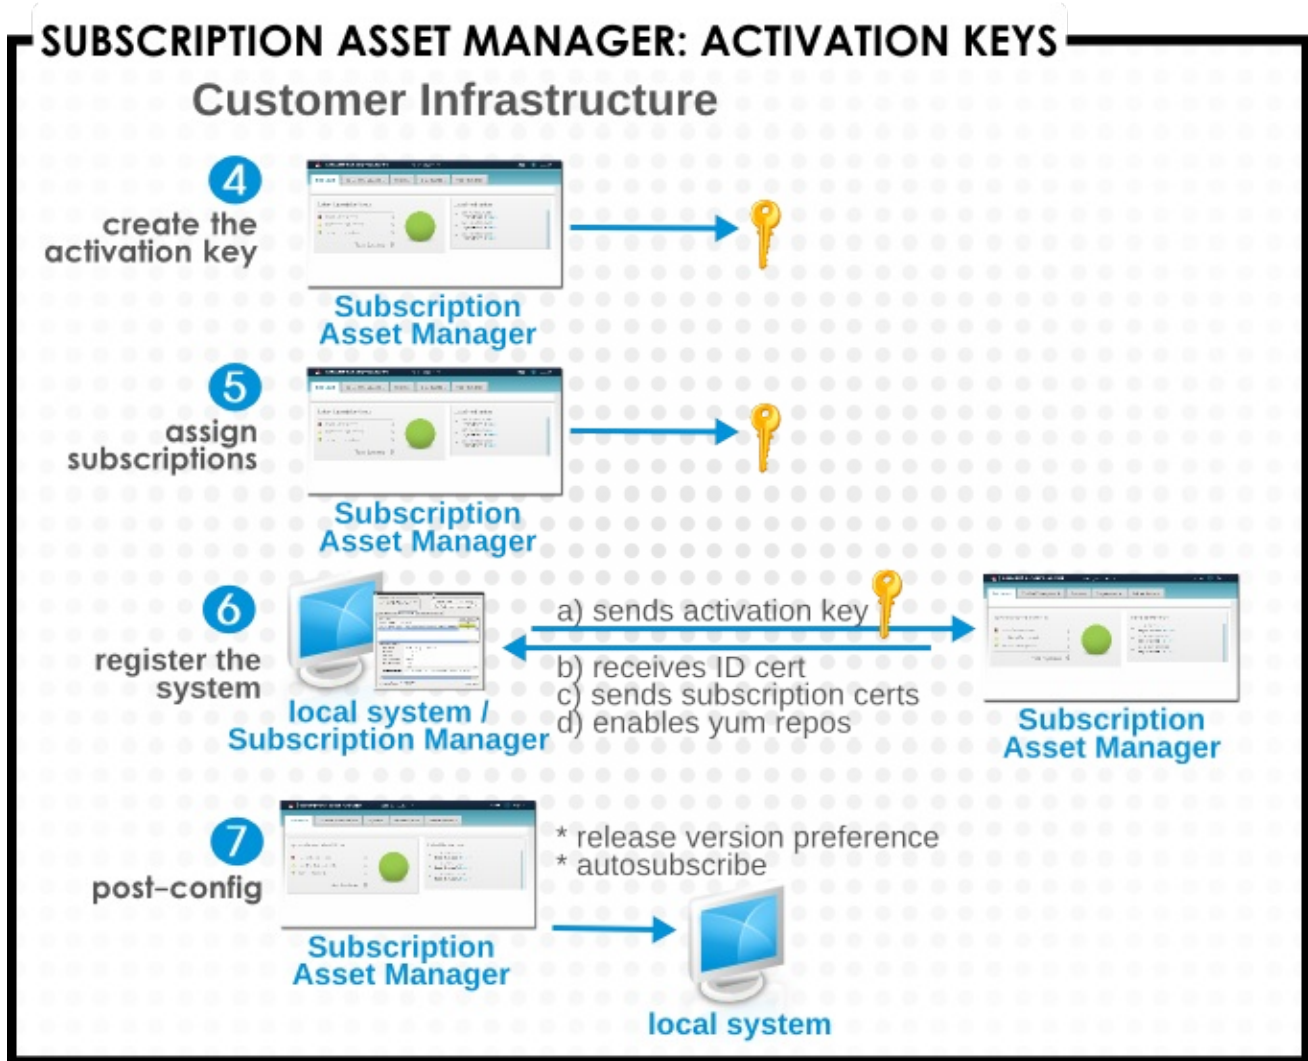 SUBSCRIPTION ASSET MANAGER: ACTIVATION KEYS
Customer Infrastructure
4
create the
activation key
Subscription
Asset Manager
5
assign
subscriptions
Subscription
Asset Manager
6
register the
system
local system /
Subscription Manager
a) sends activation key
b) receives ID cert
c) sends subscription certs
d) enables yum repos
Subscription
Asset Manager
7
post-config
Subscription
Asset Manager
* release version preference
* autosubscribe
local system